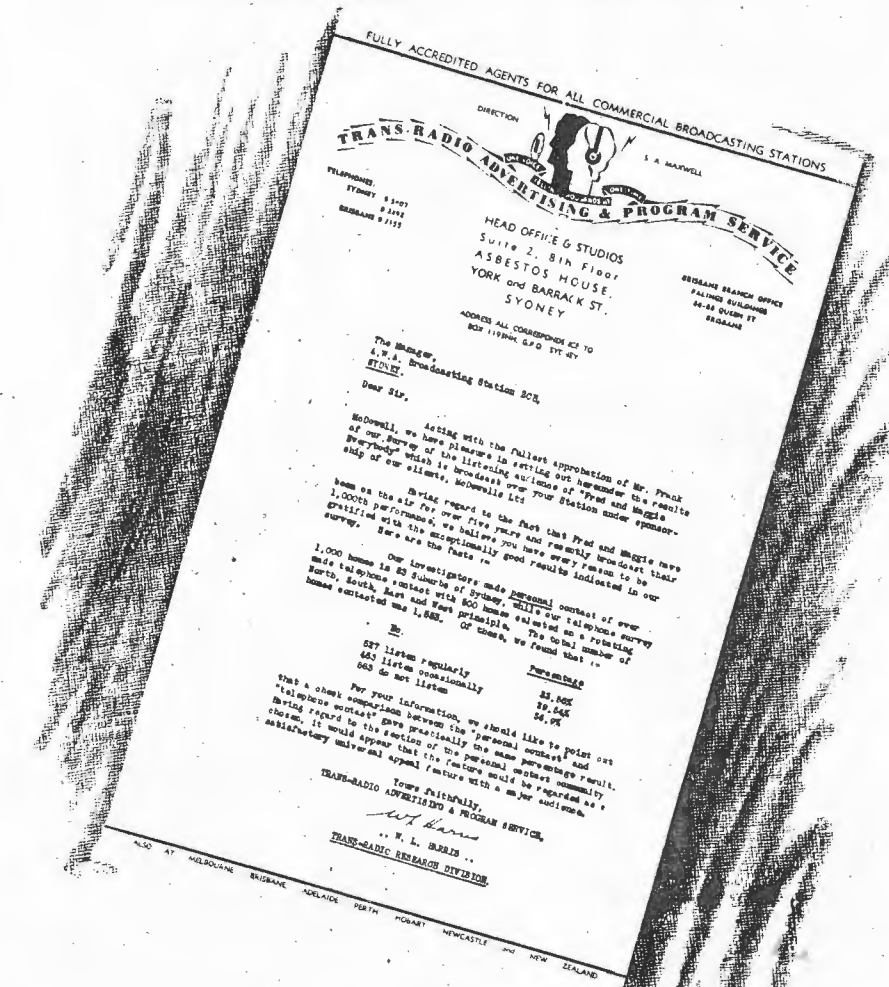 FULLY ACCREDITED AGENTS FOR ALL COMMERCIAL BROADCASTING STATIONS
DIRECTION
S. A. MAXWELL
TRANS-RADIO ADVERTISING & PROGRAM SERVICE
TELEPHONES,
SYDNEY
BRISBANE
HEAD OFFICE & STUDIOS
Suite 2, 8th Floor
ASBESTOS HOUSE,
YORK and BARRACK ST.
SYDNEY
ADDRESS ALL CORRESPONDENCE TO
BOX G.P.O. SYDNEY
BRISBANE BRANCH OFFICE
PALINGS BUILDINGS
QUEEN ST
BRISBANE
The Manager,
A.W.A. Broadcasting Station
SYDNEY.
Dear Sir,
Acting with the fullest approbation of Mr. Frank
McDowell, we have pleasure in setting out hereunder the results
of our Survey of the listening audience of "Fred and Maggie
Everybody" which is broadcast over your Station under sponsor-
ship of our clients, McDowells Ltd
Having regard to the fact that Fred and Maggie have
been on the air for over five years and recently broadcast their
1,000th performance, we believe you have every reason to be
gratified with the exceptionally good results indicated in our
survey. Here are the facts :-
Our investigators made personal contact of over
1,000 homes in Suburbs of Sydney, while our telephone survey
made telephone contact with 500 homes selected on a rotating
North, South, East and West principle. The total number of
homes contacted was Of these, we found that :-
No. Percentage
listen regularly
listen occasionally
do not listen
For your information, we should like to point out
that a check comparison between the "personal contact" and
"telephone contact" gave practically the same percentage result.
Having regard to the section of the personal contact community
chosen, it would appear that the feature could be regarded as a
satisfactory universal appeal feature with a major audience.
Yours faithfully,
TRANS-RADIO ADVERTISING & PROGRAM SERVICE,
W L Harris
.. W. L. HARRIS ..
TRANS-RADIO RESEARCH DIVISION.
ALSO AT MELBOURNE BRISBANE ADELAIDE PERTH HOBART NEWCASTLE and NEW ZEALAND